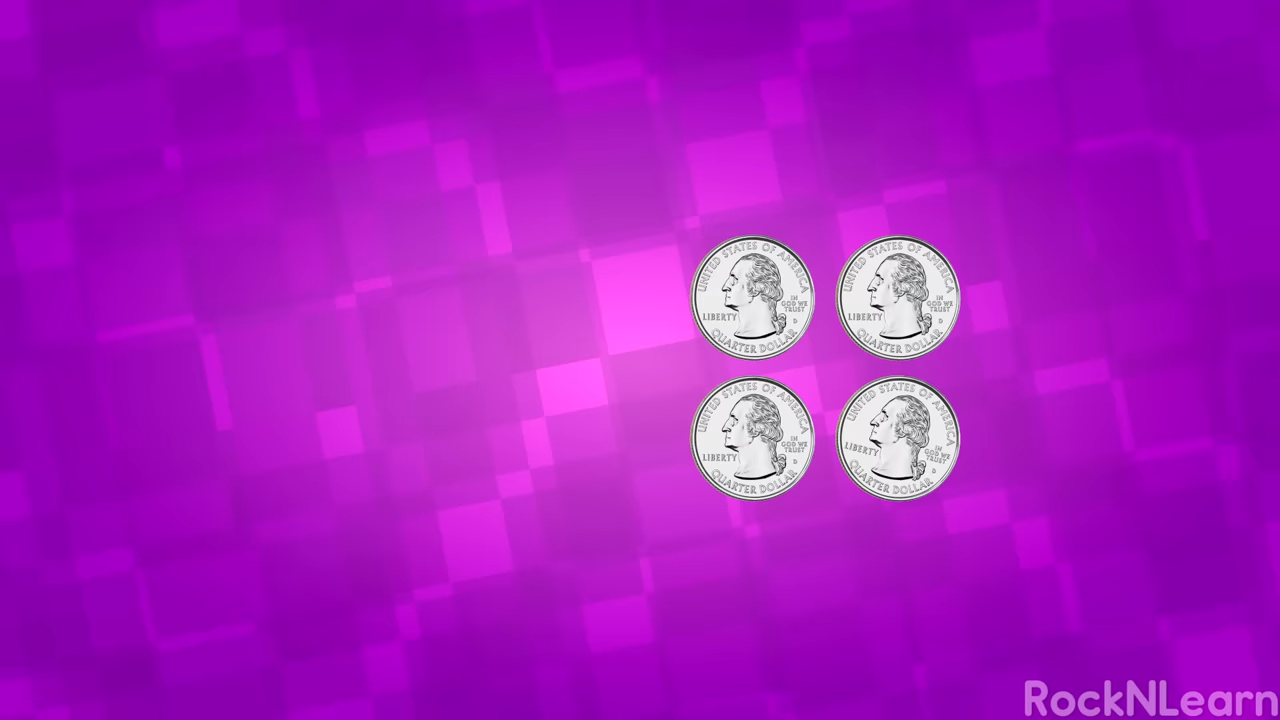 UNITED STATES OF AMERICA
LIBERTY
IN
GOD WE
TRUST
D
QUARTER DOLLAR
UNITED STATES OF AMERICA
LIBERTY
IN
GOD WE
TRUST
D
QUARTER DOLLAR
UNITED STATES OF AMERICA
LIBERTY
IN
GOD WE
TRUST
D
QUARTER DOLLAR
UNITED STATES OF AMERICA
LIBERTY
IN
GOD WE
TRUST
D
QUARTER DOLLAR
RockNLearn